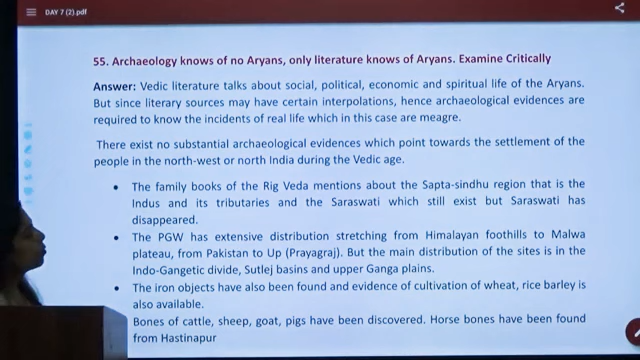 DAY 7 (2).pdf
55. Archaeology knows of no Aryans, only literature knows of Aryans. Examine Critically
Answer: Vedic literature talks about social, political, economic and spiritual life of the Aryans.
But since literary sources may have certain interpolations, hence archaeological evidences are
required to know the incidents of real life which in this case are meagre.
There exist no substantial archaeological evidences which point towards the settlement of the
people in the north-west or north India during the Vedic age.
• The family books of the Rig Veda mentions about the Sapta-sindhu region that is the
Indus and its tributaries and the Saraswati which still exist but Saraswati has
disappeared.
• The PGW has extensive distribution stretching from Himalayan foothills to Malwa
plateau, from Pakistan to Up (Prayagraj). But the main distribution of the sites is in the
Indo-Gangetic divide, Sutlej basins and upper Ganga plains.
• The iron objects have also been found and evidence of cultivation of wheat, rice barley is
also available.
Bones of cattle, sheep, goat, pigs have been discovered. Horse bones have been found
from Hastinapur